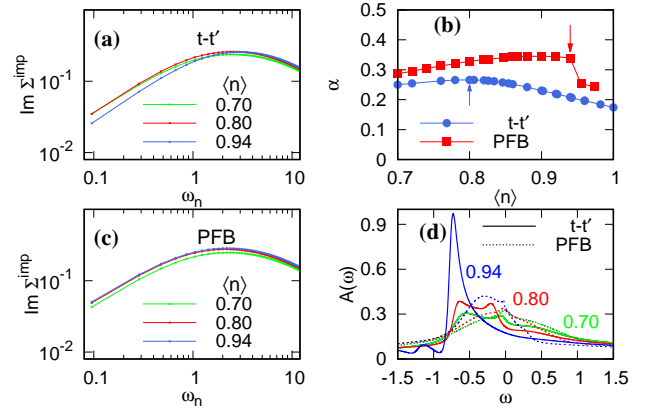 (a)
t-t′
Im Σ^imp
10^-1
10^-2
⟨n⟩
0.70
0.80
0.94
0.1
1
10
ω_n
(b)
α
0.5
0.4
0.3
0.2
0.1
0
t-t′
PFB
0.7
0.8
0.9
1
⟨n⟩
(c)
PFB
Im Σ^imp
10^-1
10^-2
⟨n⟩
0.70
0.80
0.94
0.1
1
10
ω_n
(d)
t-t′
PFB
A(ω)
0.9
0.6
0.3
0
0.94
0.80
0.70
-1.5
-1
-0.5
0
0.5
1
1.5
ω